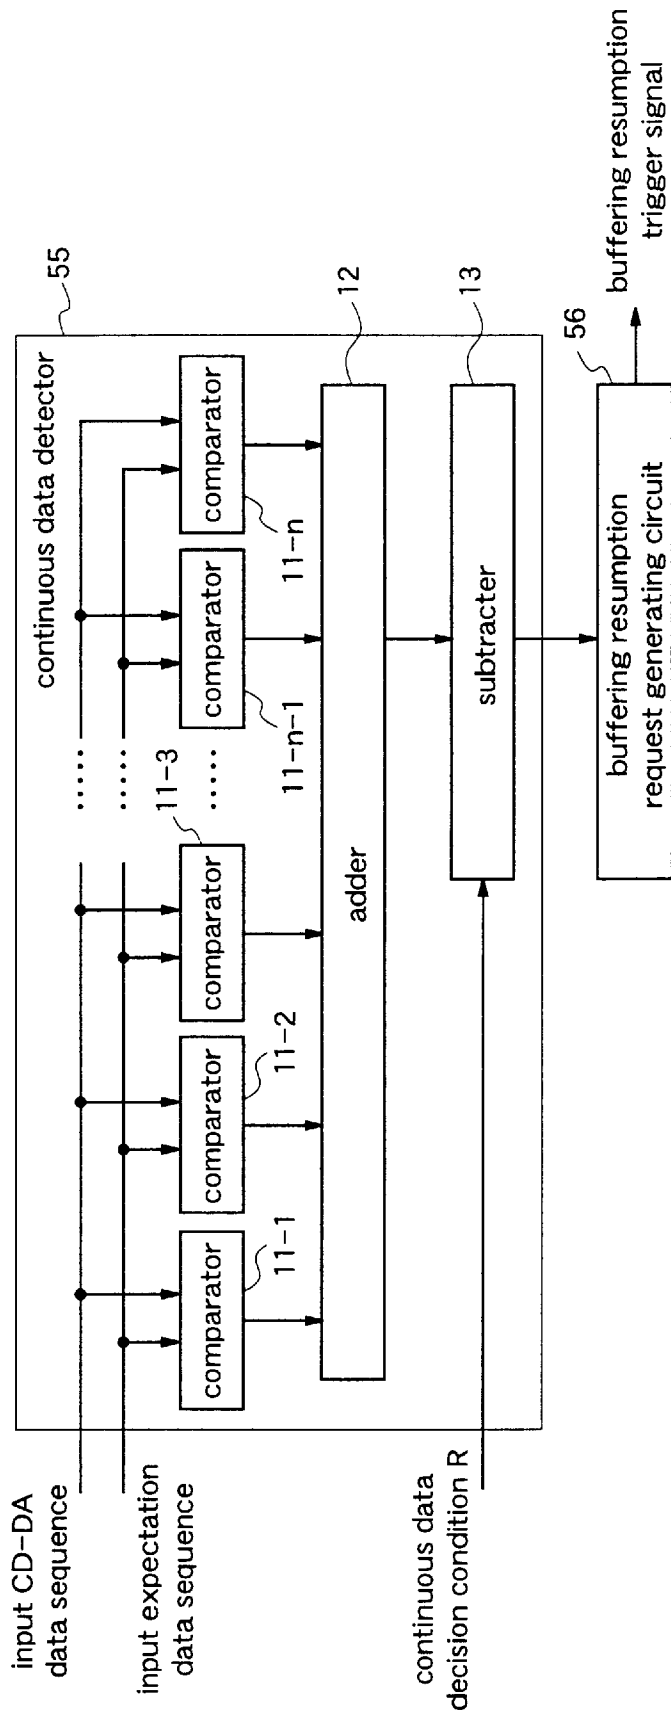 input CD-DA
data sequence
input expectation
data sequence
continuous data
decision condition R
continuous data detector
55
comparator
11-1
comparator
11-2
comparator
11-3
.....
.....
.....
comparator
11-n-1
comparator
11-n
adder
12
subtracter
13
buffering resumption
request generating circuit
56
buffering resumption
trigger signal